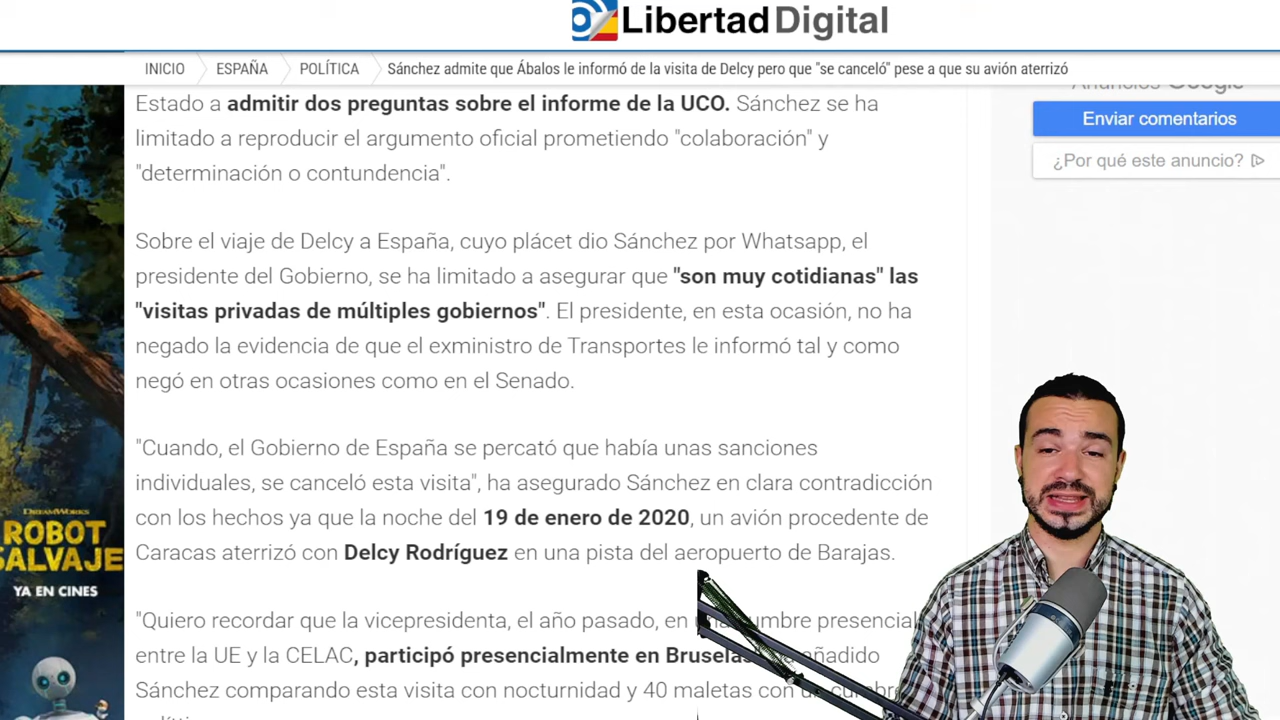 Libertad Digital
INICIO
ESPAÑA
POLÍTICA
Sánchez admite que Ábalos le informó de la visita de Delcy pero que "se canceló" pese a que su avión aterrizó
Estado a admitir dos preguntas sobre el informe de la UCO. Sánchez se ha
limitado a reproducir el argumento oficial prometiendo "colaboración" y
"determinación o contundencia".
Sobre el viaje de Delcy a España, cuyo plácet dio Sánchez por Whatsapp, el
presidente del Gobierno, se ha limitado a asegurar que "son muy cotidianas" las
"visitas privadas de múltiples gobiernos". El presidente, en esta ocasión, no ha
negado la evidencia de que el exministro de Transportes le informó tal y como
negó en otras ocasiones como en el Senado.
"Cuando, el Gobierno de España se percató que había unas sanciones
individuales, se canceló esta visita", ha asegurado Sánchez en clara contradicción
con los hechos ya que la noche del 19 de enero de 2020, un avión procedente de
Caracas aterrizó con Delcy Rodríguez en una pista del aeropuerto de Barajas.
"Quiero recordar que la vicepresidenta, el año pasado, en una cumbre presencial
entre la UE y la CELAC, participó presencialmente en Bruselas añadido
Sánchez comparando esta visita con nocturnidad y 40 maletas con
Anuncios Google
Enviar comentarios
¿Por qué este anuncio?
DREAMWORKS
ROBOT
SALVAJE
YA EN CINES